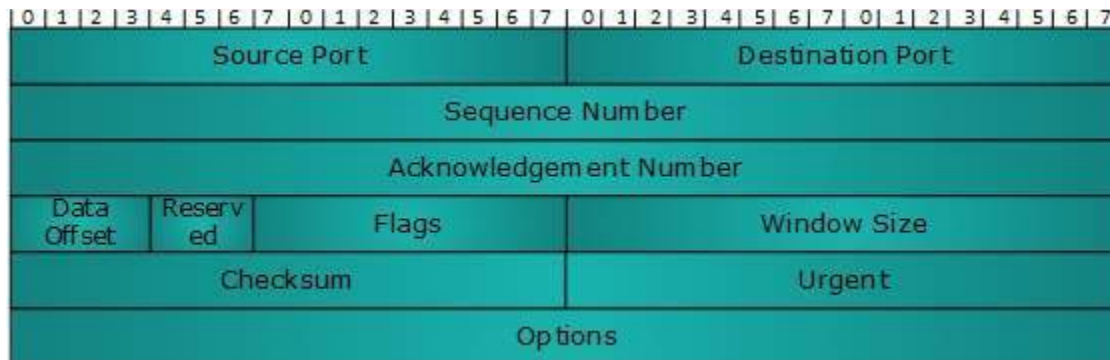 0 1 2 3 4 5 6 7 0 1 2 3 4 5 6 7 0 1 2 3 4 5 6 7 0 1 2 3 4 5 6 7
Source Port Destination Port
Sequence Number
Acknowledgement Number
Data Offset Reserved Flags Window Size
Checksum Urgent
Options